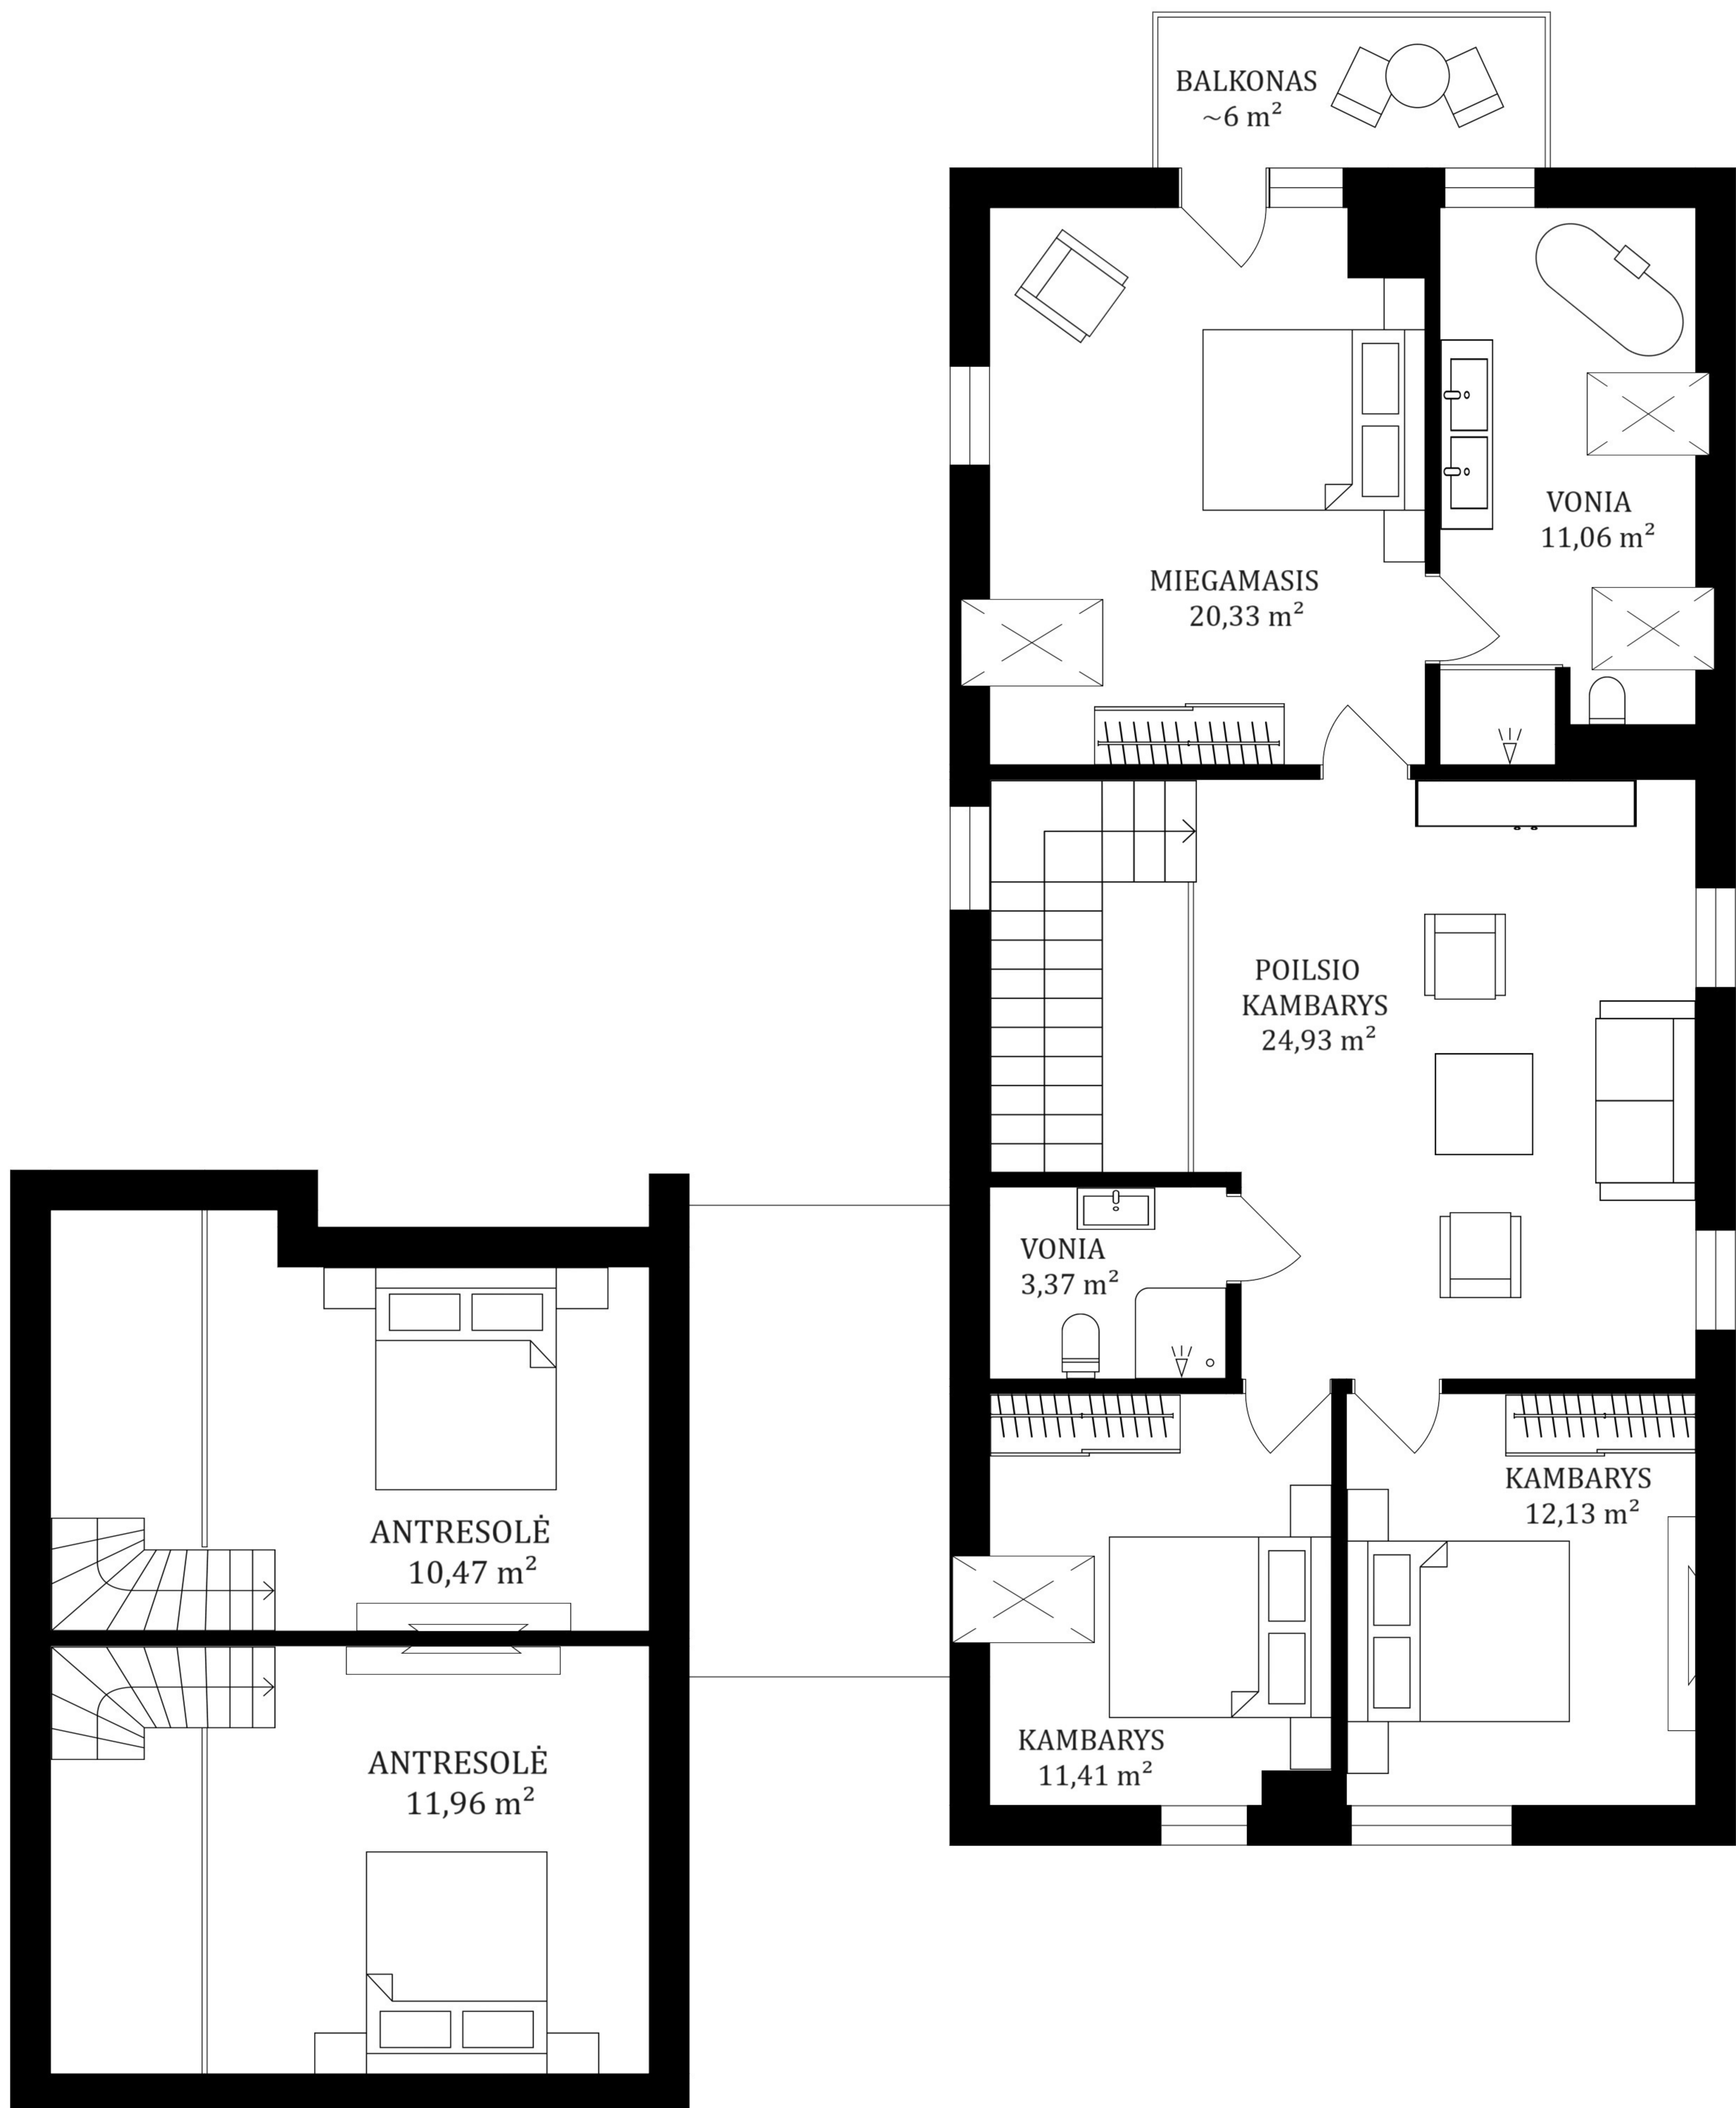 BALKONAS
~6 m²
VONIA
11,06 m²
MIEGAMASIS
20,33 m²
POILSIO
KAMBARYS
24,93 m²
VONIA
3,37 m²
KAMBARYS
12,13 m²
ANTRESOLĖ
10,47 m²
KAMBARYS
11,41 m²
ANTRESOLĖ
11,96 m²